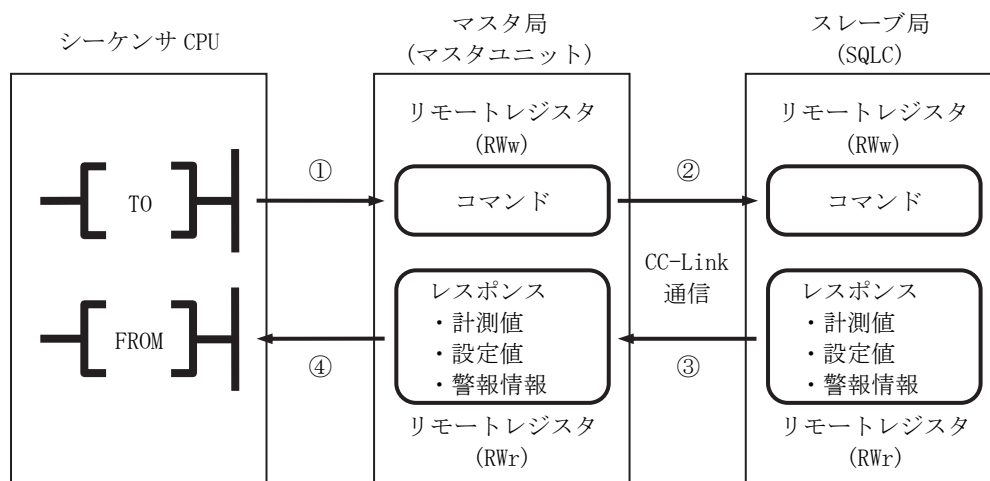 シーケンサ CPU
マスタ局
(マスタユニット)
スレーブ局
(SQLC)
リモートレジスタ
(RWw)
リモートレジスタ
(RWw)
TO
①
コマンド
②
コマンド
CC-Link
通信
FROM
④
レスポンス
・計測値
・設定値
・警報情報
③
レスポンス
・計測値
・設定値
・警報情報
リモートレジスタ
(RWr)
リモートレジスタ
(RWr)